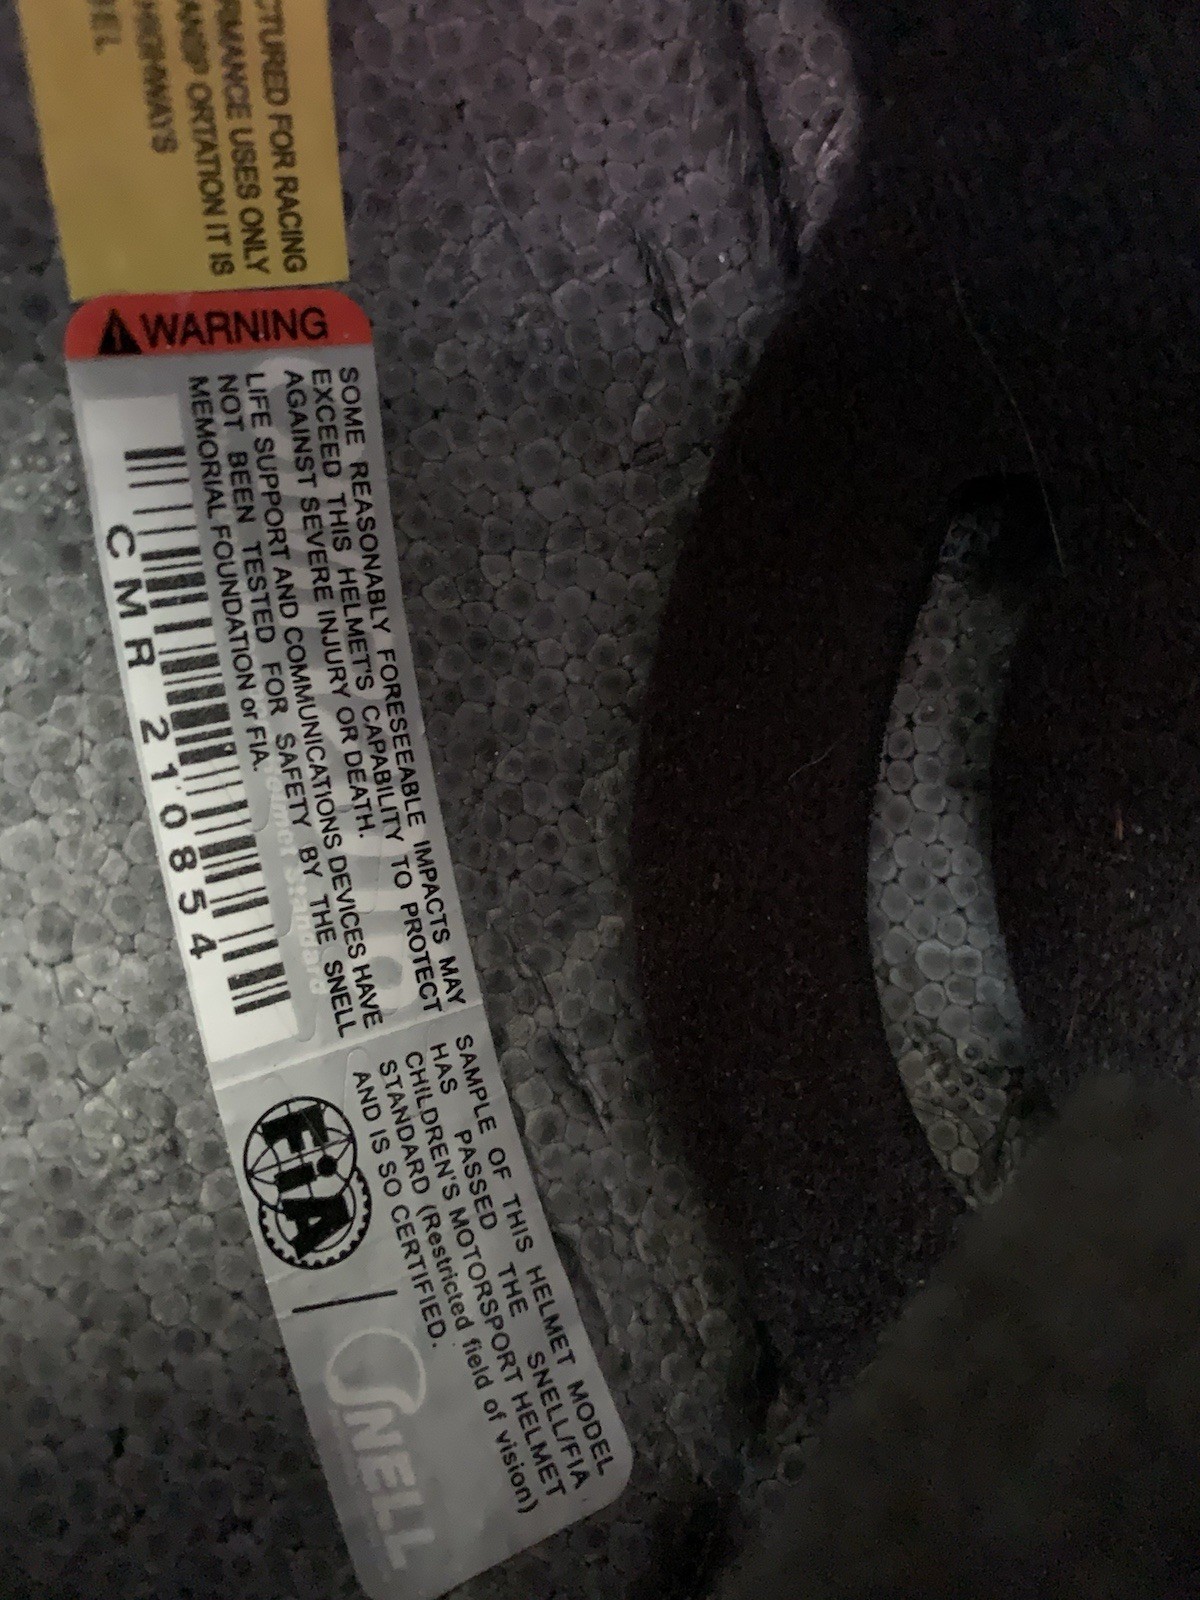 CTURED FOR RACING
RMANCE USES ONLY
ANSP ORTATION IT IS
HIGHWAYS
DEL
WARNING
SOME REASONABLY FORESEEABLE IMPACTS MAY
EXCEED THIS HELMET'S CAPABILITY TO PROTECT
AGAINST SEVERE INJURY OR DEATH.
LIFE SUPPORT AND COMMUNICATIONS DEVICES HAVE
NOT BEEN TESTED FOR SAFETY BY THE SNELL
MEMORIAL FOUNDATION or FIA.
CMR 210854
SAMPLE OF THIS HELMET MODEL
HAS PASSED THE SNELL/FIA
CHILDREN'S MOTORSPORT HELMET
STANDARD (Restricted field of vision)
AND IS SO CERTIFIED.
FiA
SNELL